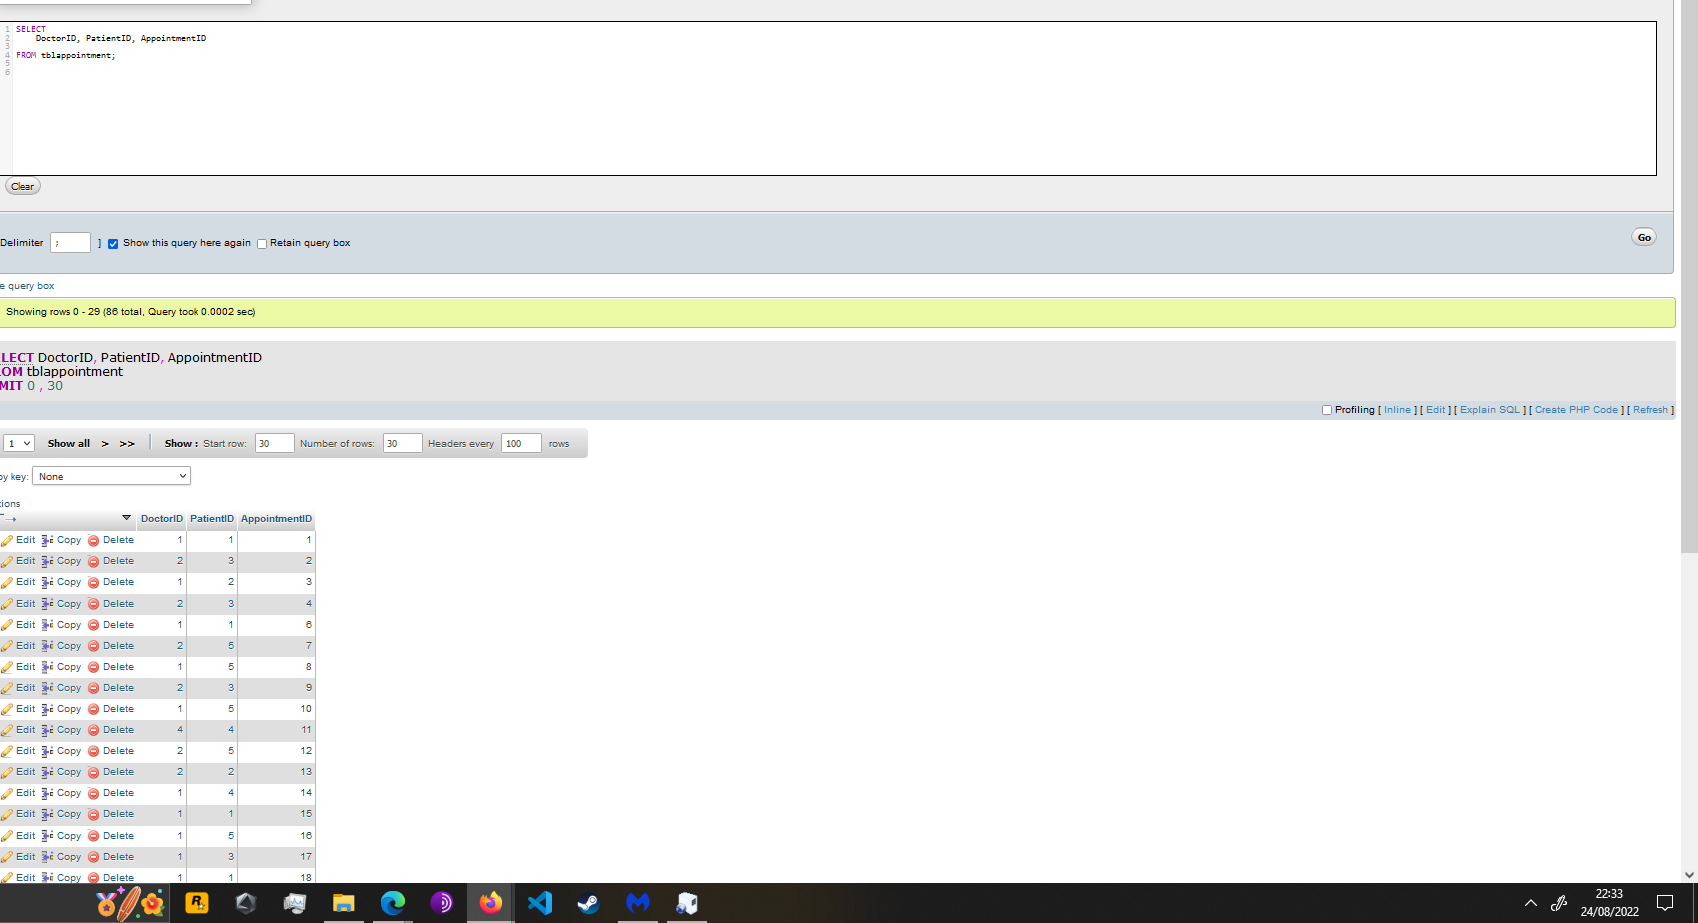 1 SELECT
2 DoctorID, PatientID, AppointmentID
3
4 FROM tblappointment;
5
6
Clear
Delimiter ; ] Show this query here again Retain query box Go
e query box
Showing rows 0 - 29 (86 total, Query took 0.0002 sec)
LECT DoctorID, PatientID, AppointmentID
OM tblappointment
MIT 0 , 30
Profiling [ Inline ] [ Edit ] [ Explain SQL ] [ Create PHP Code ] [ Refresh ]
1 Show all > >> Show : Start row: 30 Number of rows: 30 Headers every 100 rows
by key: None
tions
DoctorID PatientID AppointmentID
Edit Copy Delete 1 1 1
Edit Copy Delete 2 3 2
Edit Copy Delete 1 2 3
Edit Copy Delete 2 3 4
Edit Copy Delete 1 1 6
Edit Copy Delete 2 5 7
Edit Copy Delete 1 5 8
Edit Copy Delete 2 3 9
Edit Copy Delete 1 5 10
Edit Copy Delete 4 4 11
Edit Copy Delete 2 5 12
Edit Copy Delete 2 2 13
Edit Copy Delete 1 4 14
Edit Copy Delete 1 1 15
Edit Copy Delete 1 5 16
Edit Copy Delete 1 3 17
Edit Copy Delete 1 1 18
22:33
24/08/2022